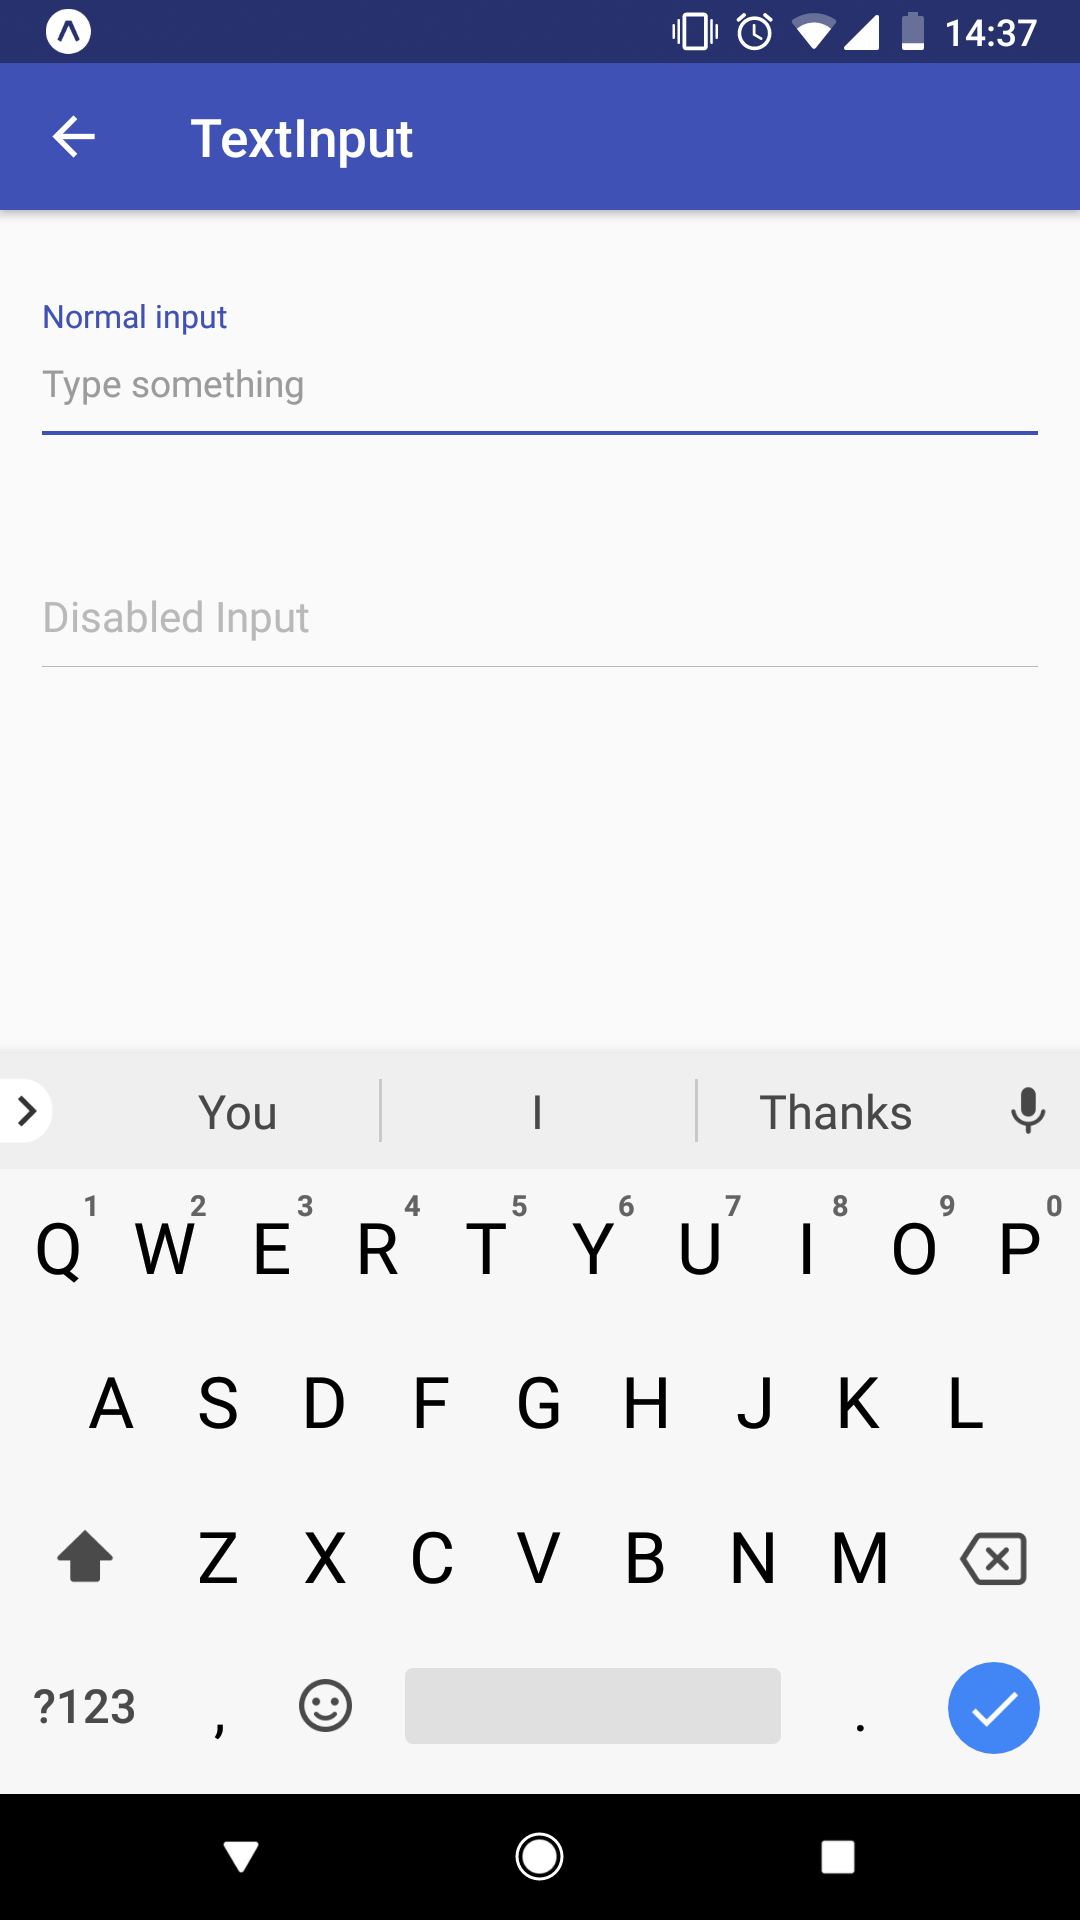 14:37
TextInput
Normal input
Type something
Disabled Input
You I Thanks
1 2 3 4 5 6 7 8 9 0
Q W E R T Y U I O P
A S D F G H J K L
Z X C V B N M
?123 , .